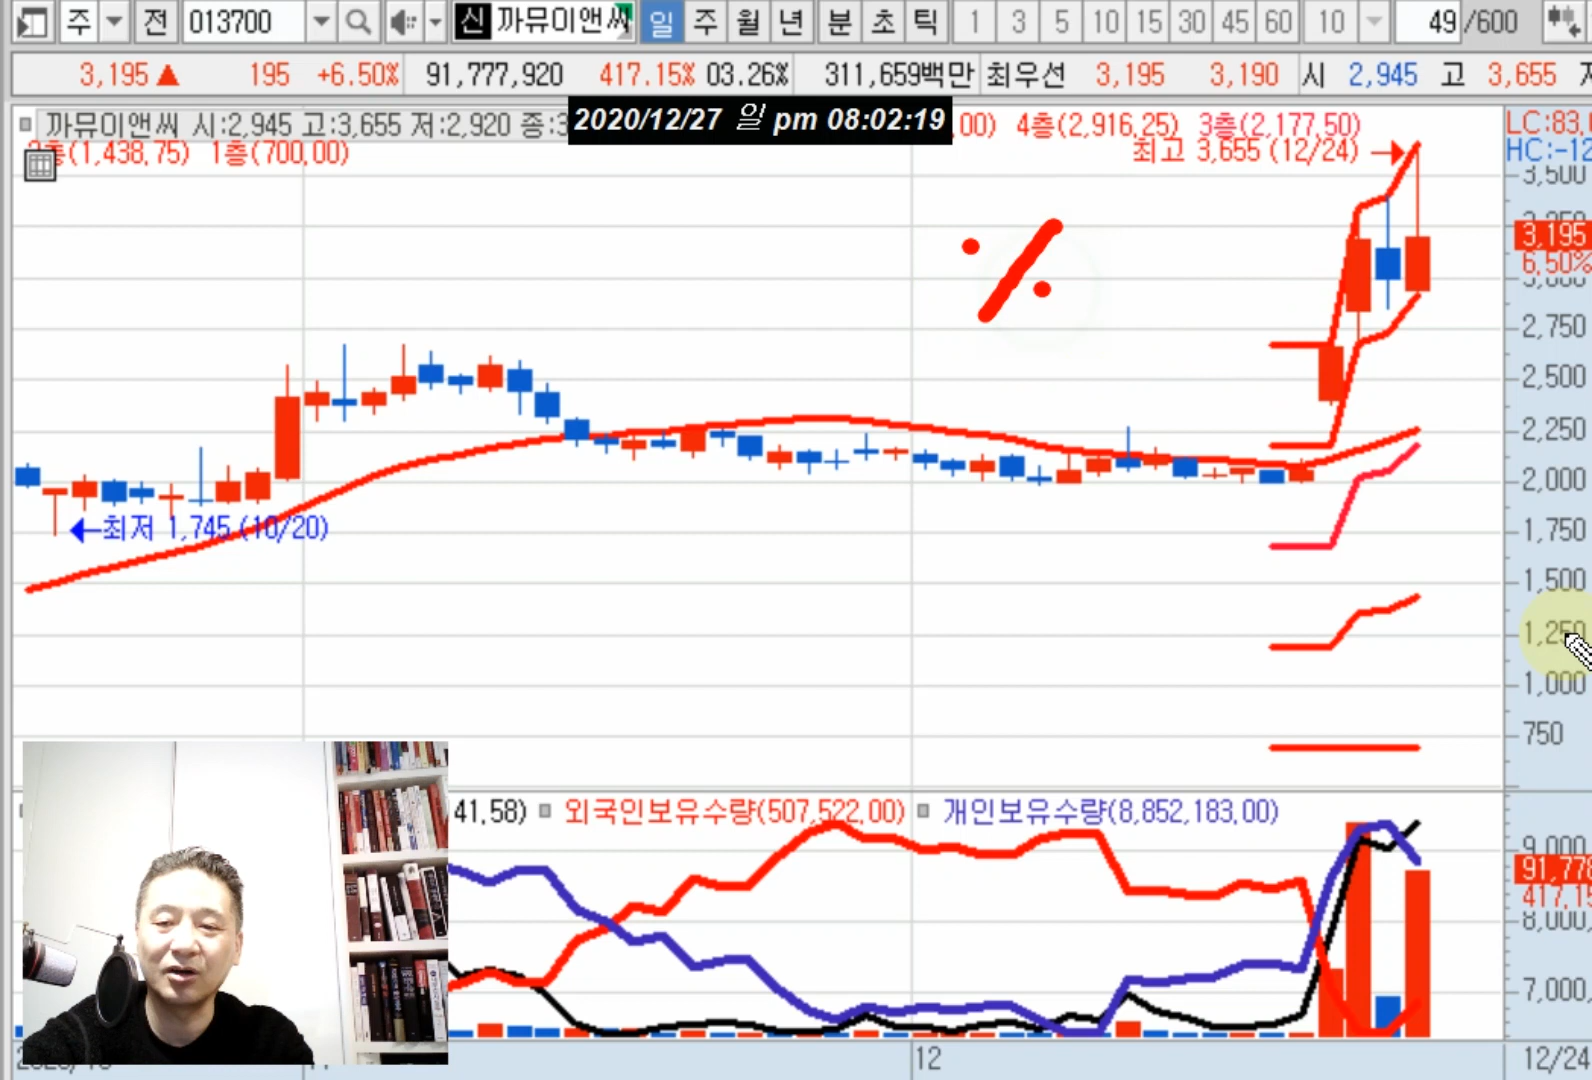 주 전 013700 신 까뮤이앤씨 일 주 월 년 분 초 틱 1 3 5 10 15 30 45 60 10 49 /600
3,195 ▲ 195 +6.50% 91,777,920 417.15% 03.26% 311,659백만 최우선 3,195 3,190 시 2,945 고 3,655
까뮤이앤씨 시:2,945 고:3,655 저:2,920 종:3 2020/12/27 일 pm 08:02:19 ,00) 4층(2,916,25) 3층(2,177,50)
2층(1,438,75) 1층(700,00)
최고 3,655 (12/24)
LC:83,
HC:-12
3,500
3,195
6,50%
3,000
2,750
2,500
2,250
2,000
1,750
1,500
1,250
1,000
750
←최저 1,745 (10/20)
41,58) 외국인보유수량(507,522,00) 개인보유수량(8,852,183,00)
9,000
91,778
417,15
8,000,
7,000,
12
12/24